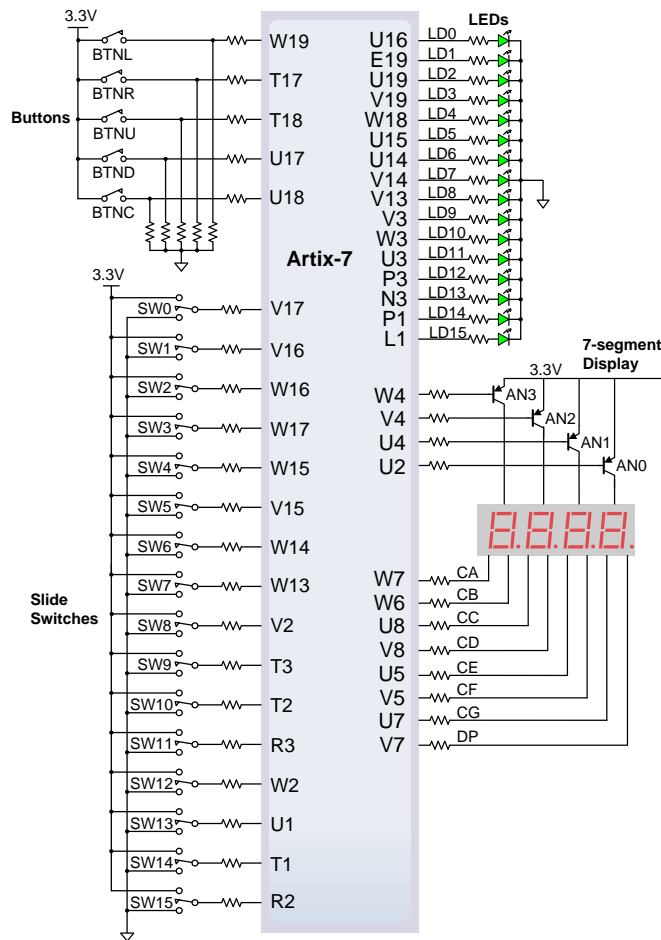 3.3V
BTNL
W19
BTNR
T17
Buttons
BTNU
T18
BTND
U17
BTNC
U18
Artix-7
3.3V
SW0
V17
SW1
V16
SW2
W16
SW3
W17
SW4
W15
SW5
V15
SW6
W14
SW7
W13
Slide
Switches
SW8
V2
SW9
T3
SW10
T2
SW11
R3
SW12
W2
SW13
U1
SW14
T1
SW15
R2
LEDs
U16 LD0
E19 LD1
U19 LD2
V19 LD3
W18 LD4
U15 LD5
U14 LD6
V14 LD7
V13 LD8
V3 LD9
W3 LD10
U3 LD11
P3 LD12
N3 LD13
P1 LD14
L1 LD15
7-segment
Display
3.3V
W4
AN3
V4
AN2
U4
AN1
U2
AN0
8.8.8.8.
W7 CA
W6 CB
U8 CC
V8 CD
U5 CE
V5 CF
U7 CG
V7 DP